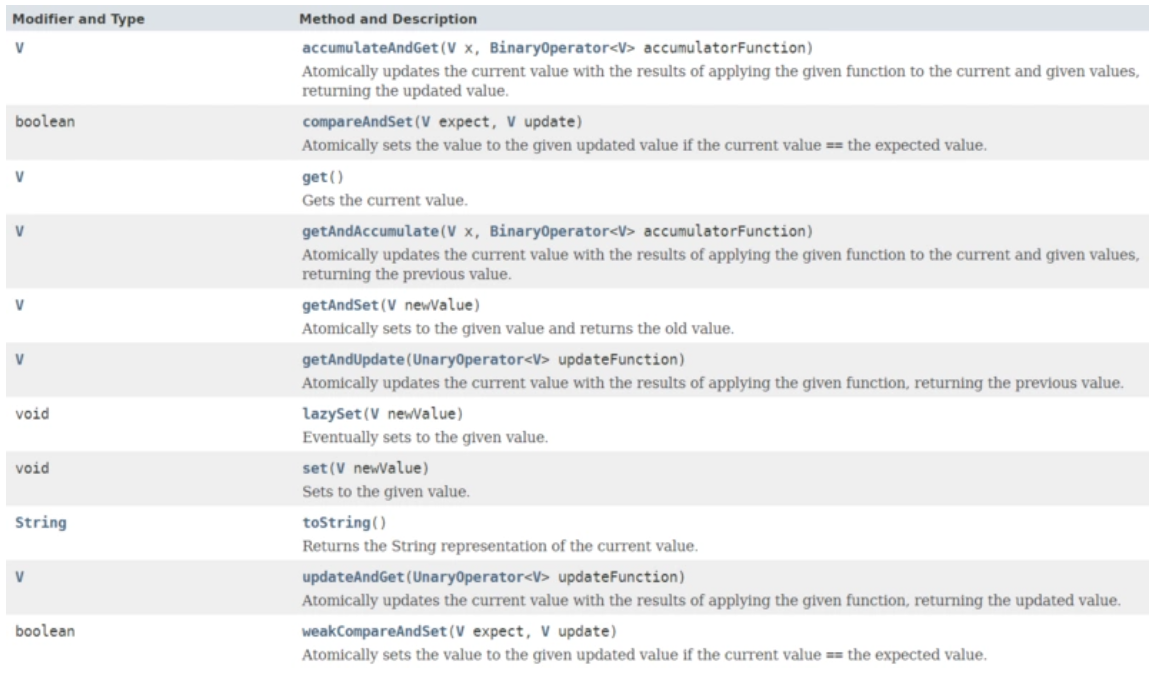 Modifier and Type Method and Description
V accumulateAndGet(V x, BinaryOperator<V> accumulatorFunction)
Atomically updates the current value with the results of applying the given function to the current and given values,
returning the updated value.
boolean compareAndSet(V expect, V update)
Atomically sets the value to the given updated value if the current value == the expected value.
V get()
Gets the current value.
V getAndAccumulate(V x, BinaryOperator<V> accumulatorFunction)
Atomically updates the current value with the results of applying the given function to the current and given values,
returning the previous value.
V getAndSet(V newValue)
Atomically sets to the given value and returns the old value.
V getAndUpdate(UnaryOperator<V> updateFunction)
Atomically updates the current value with the results of applying the given function, returning the previous value.
void lazySet(V newValue)
Eventually sets to the given value.
void set(V newValue)
Sets to the given value.
String toString()
Returns the String representation of the current value.
V updateAndGet(UnaryOperator<V> updateFunction)
Atomically updates the current value with the results of applying the given function, returning the updated value.
boolean weakCompareAndSet(V expect, V update)
Atomically sets the value to the given updated value if the current value == the expected value.